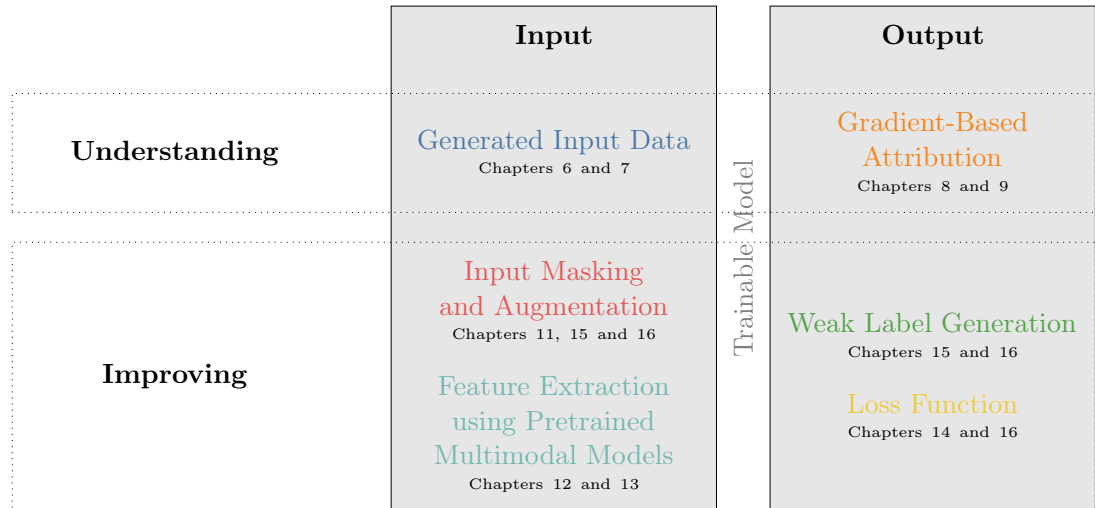 Input
Output
Understanding
Generated Input Data
Chapters 6 and 7
Gradient-Based
Attribution
Chapters 8 and 9
Trainable Model
Improving
Input Masking
and Augmentation
Chapters 11, 15 and 16
Feature Extraction
using Pretrained
Multimodal Models
Chapters 12 and 13
Weak Label Generation
Chapters 15 and 16
Loss Function
Chapters 14 and 16